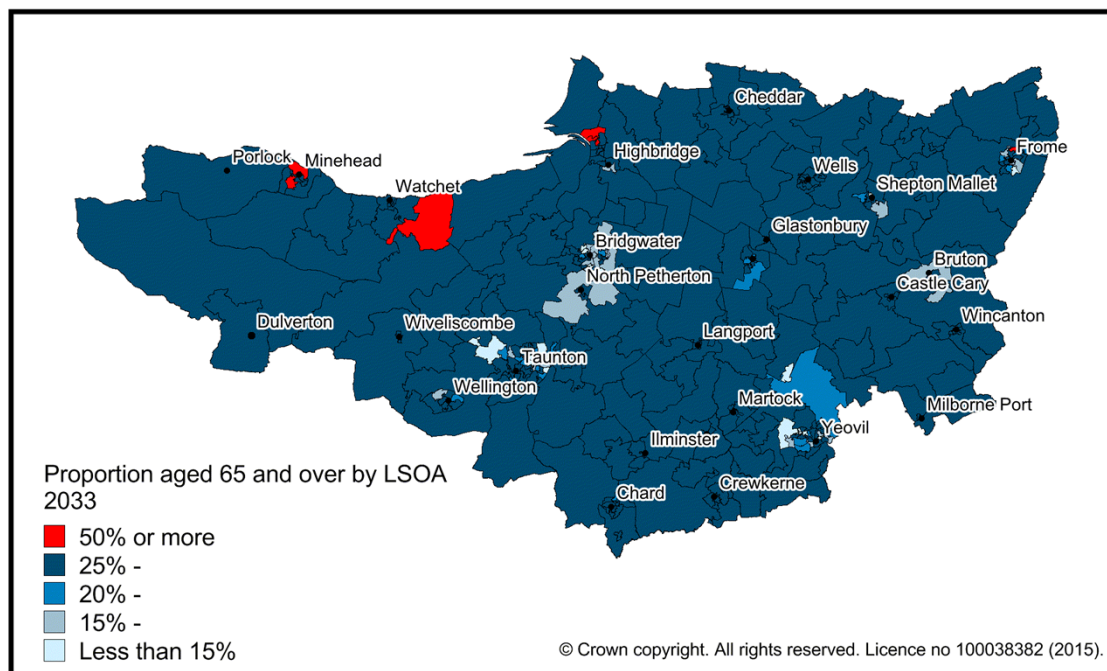 Cheddar
Porlock
Minehead
Highbridge
Frome
Wells
Watchet
Shepton Mallet
Glastonbury
Bridgwater
Bruton
North Petherton
Castle Cary
Dulverton
Wiveliscombe
Langport
Wincanton
Taunton
Wellington
Martock
Milborne Port
Yeovil
Ilminster
Chard
Crewkerne
Proportion aged 65 and over by LSOA
2033
50% or more
25% -
20% -
15% -
Less than 15%
© Crown copyright. All rights reserved. Licence no 100038382 (2015).